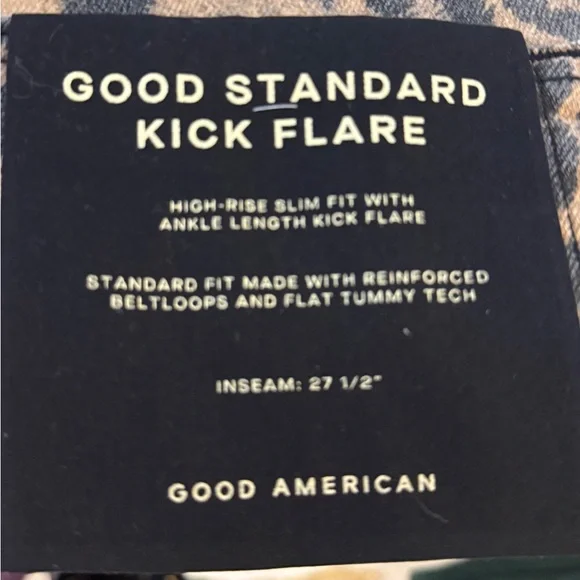 GOOD STANDARD
KICK FLARE
HIGH-RISE SLIM FIT WITH
ANKLE LENGTH KICK FLARE
STANDARD FIT MADE WITH REINFORCED
BELTLOOPS AND FLAT TUMMY TECH
INSEAM: 27 1/2"
GOOD AMERICAN